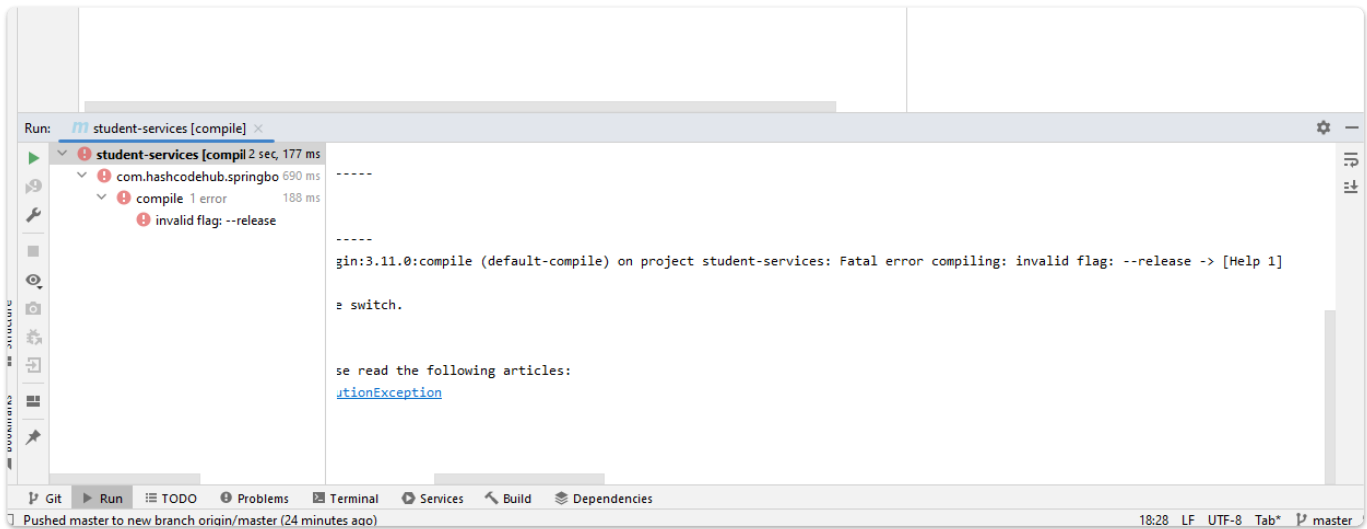 Run: student-services [compile]
student-services [compil 2 sec, 177 ms
com.hashcodehub.springbo 690 ms
compile 1 error 188 ms
invalid flag: --release
-----
-----
gin:3.11.0:compile (default-compile) on project student-services: Fatal error compiling: invalid flag: --release -> [Help 1]
e switch.
se read the following articles:
utionException
Structure
Bookmarks
Git Run TODO Problems Terminal Services Build Dependencies
Pushed master to new branch origin/master (24 minutes ago) 18:28 LF UTF-8 Tab* master